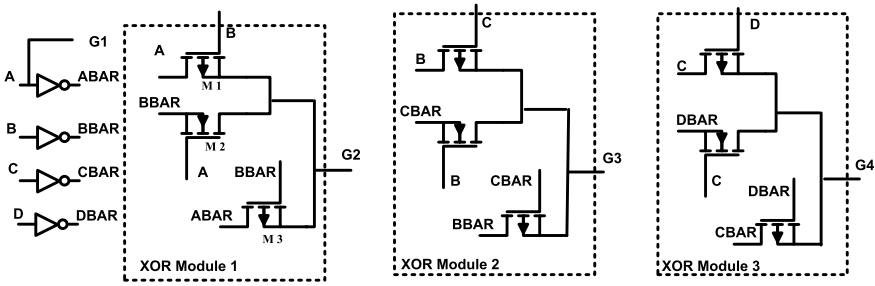 G1
A
ABAR
B
BBAR
C
CBAR
D
DBAR
B
A
M 1
BBAR
M 2
A
BBAR
ABAR
M 3
G2
XOR Module 1
C
B
CBAR
B
CBAR
BBAR
G3
XOR Module 2
D
C
DBAR
C
DBAR
CBAR
G4
XOR Module 3